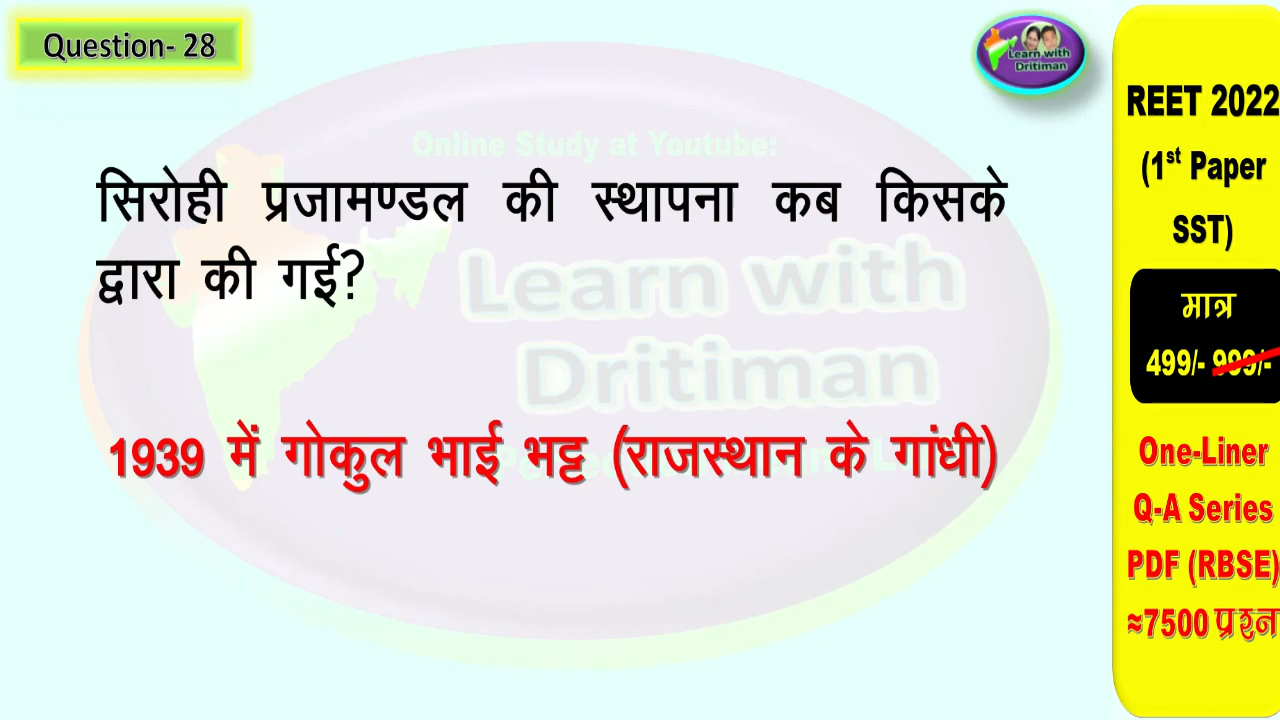 Question- 28
Learn with
Dritiman
Online Study at Youtube:
सिरोही प्रजामण्डल की स्थापना कब किसके
द्वारा की गई?
Learn with
Dritiman
1939 में गोकुल भाई भट्ट (राजस्थान के गांधी)
REET 2022
(1st Paper
SST)
मात्र
499/- 999/-
One-Liner
Q-A Series
PDF (RBSE)
≈7500 प्रश्न